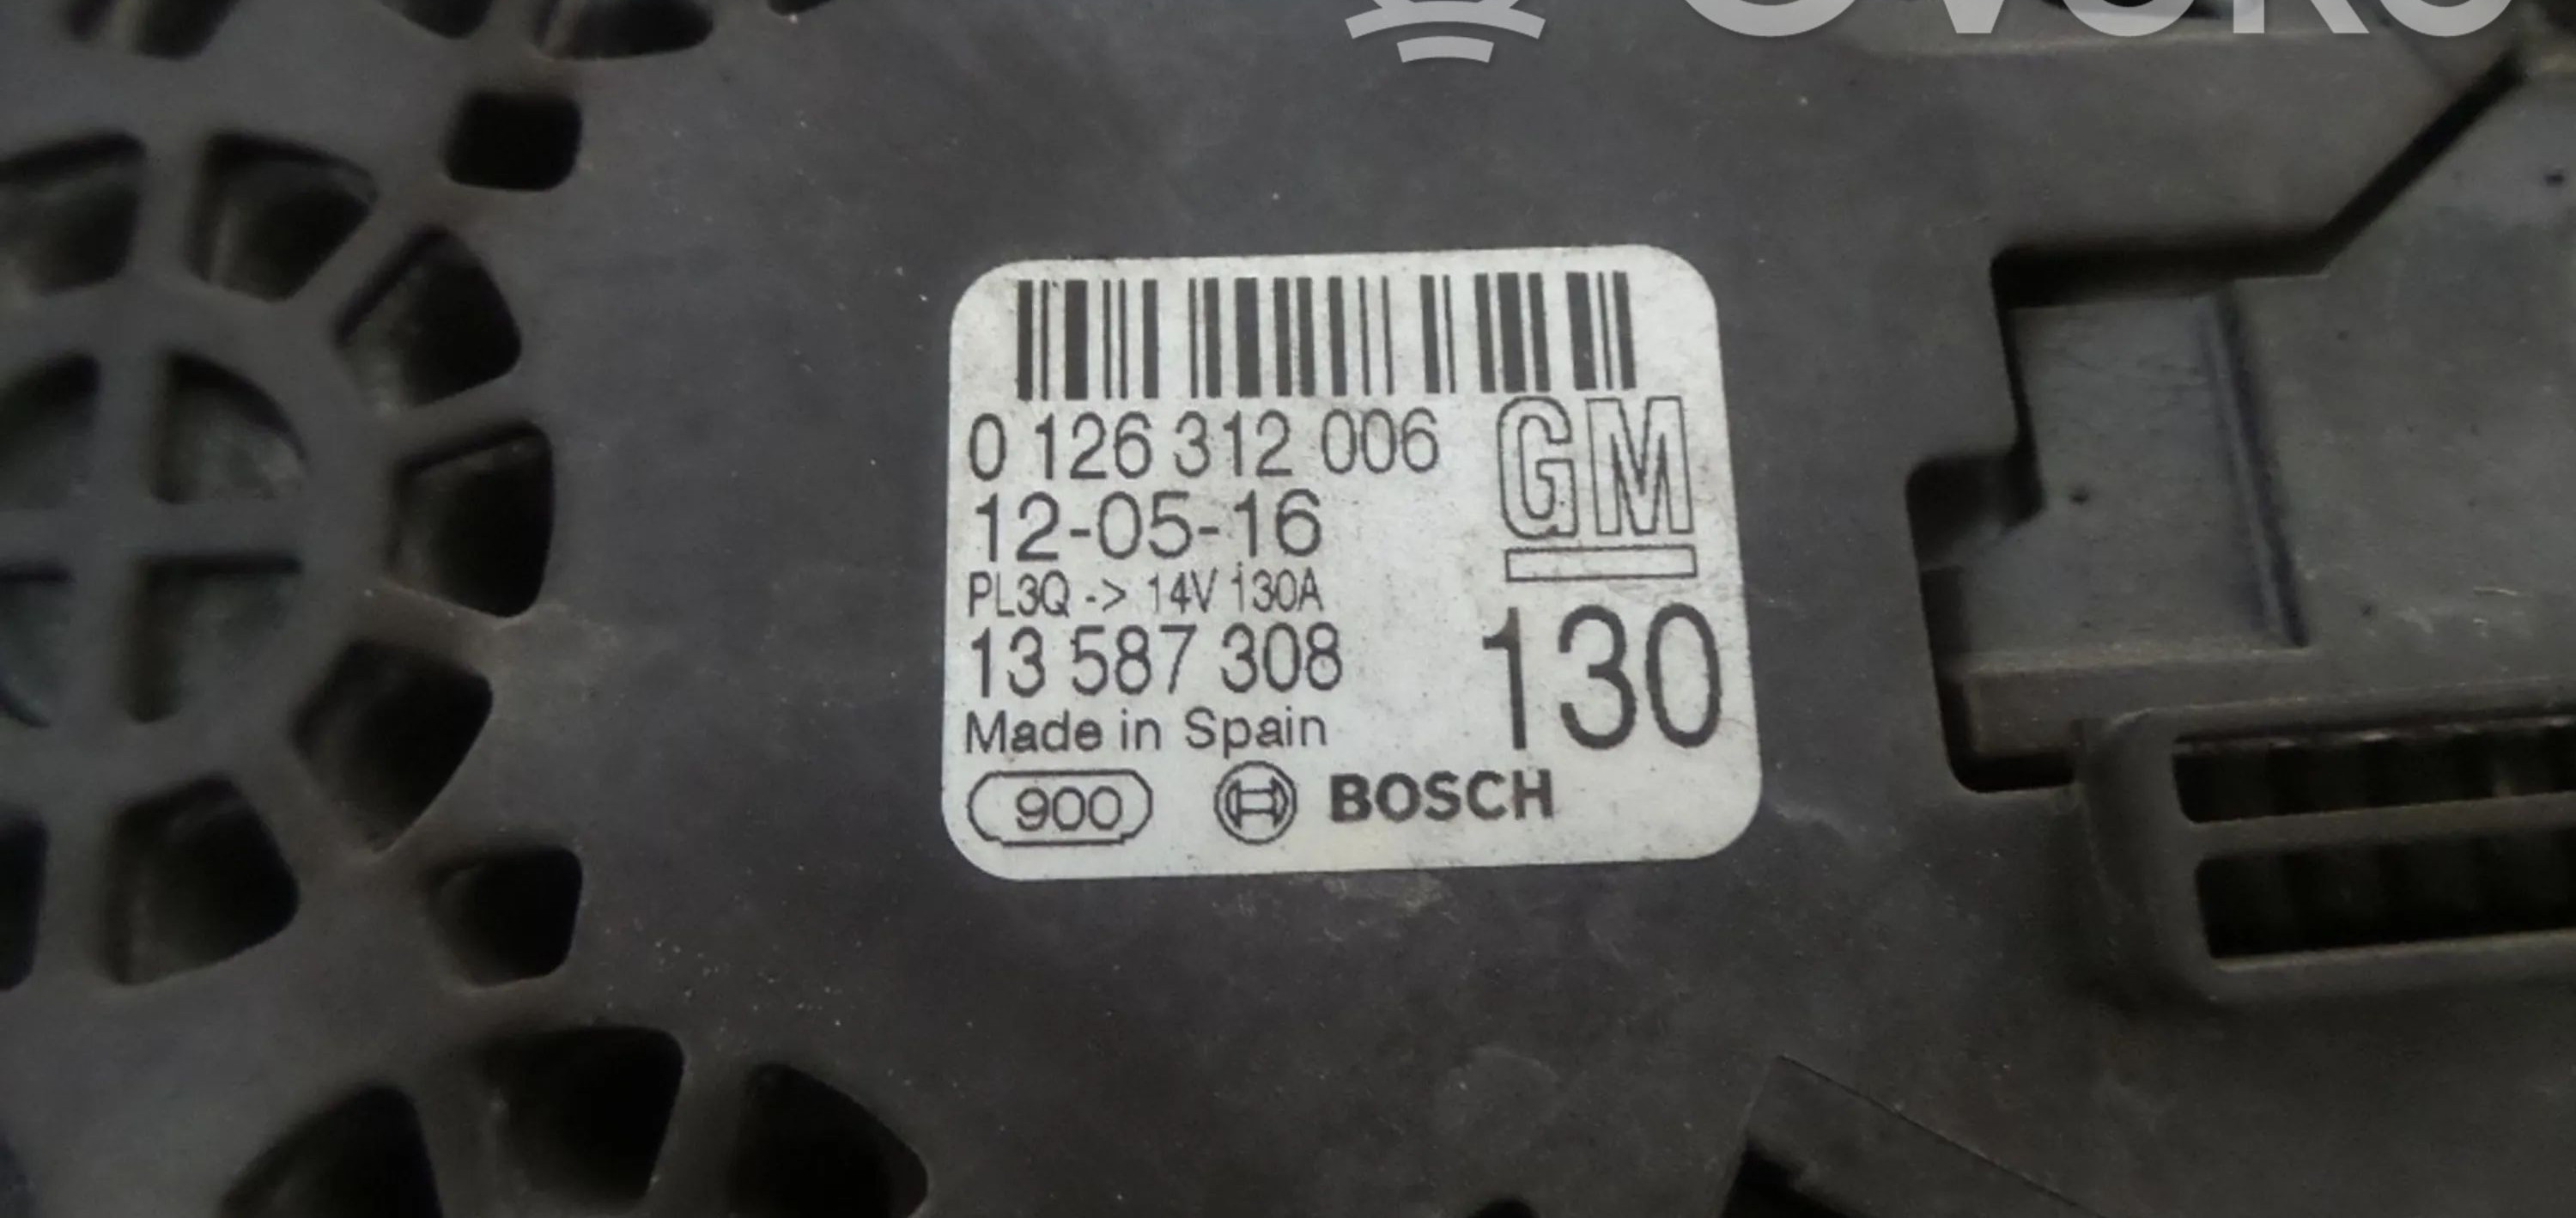 0 126 312 006
GM
12-05-16
PL3Q -> 14V 130A
13 587 308
130
Made in Spain
900
BOSCH